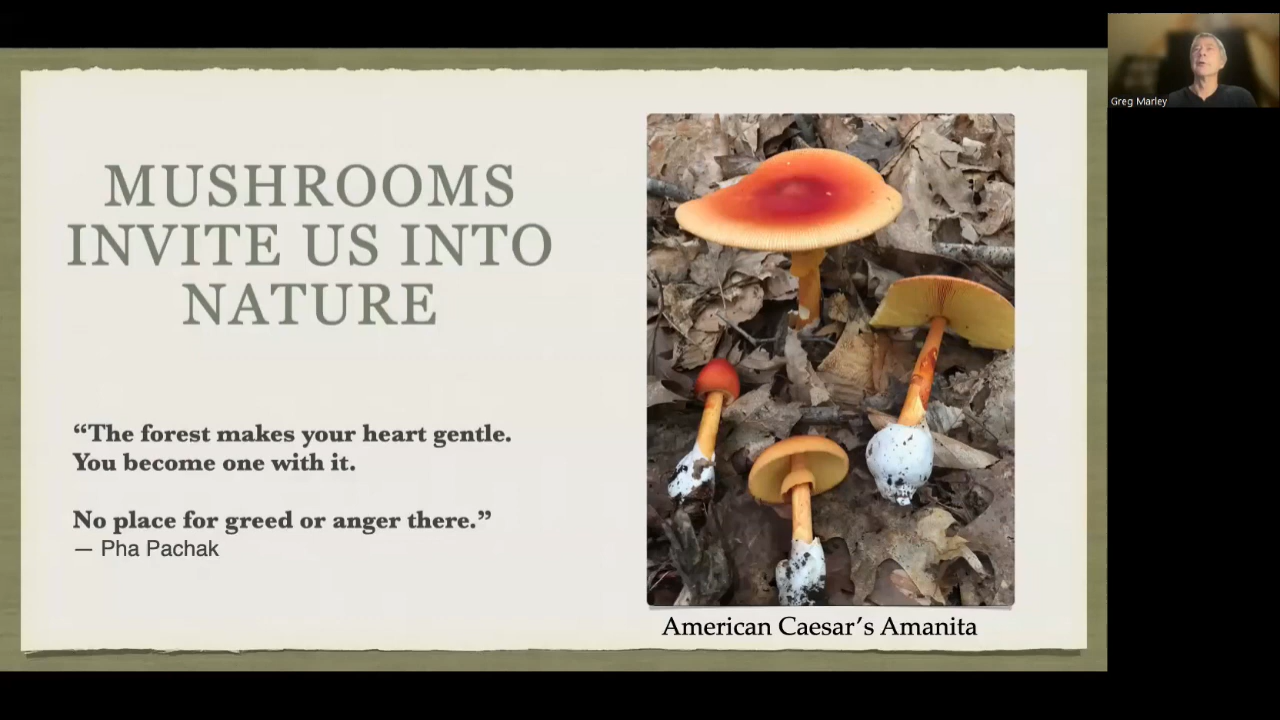 MUSHROOMS
INVITE US INTO
NATURE
“The forest makes your heart gentle.
You become one with it.
No place for greed or anger there.”
— Pha Pachak
American Caesar’s Amanita
Greg Marley